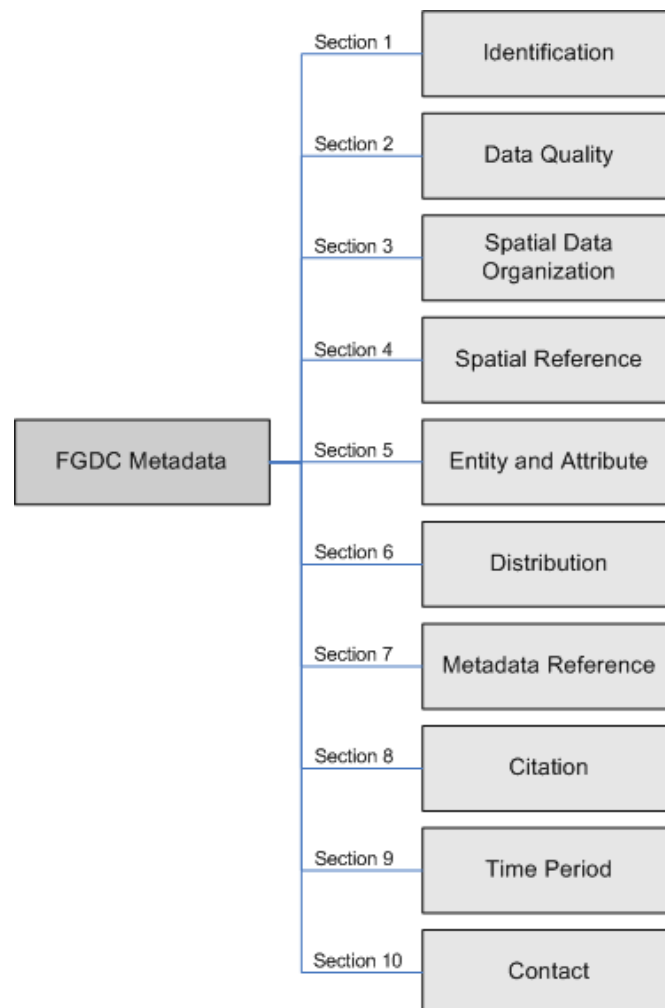 Section 1
Identification
Section 2
Data Quality
Section 3
Spatial Data
Organization
Section 4
Spatial Reference
FGDC Metadata
Section 5
Entity and Attribute
Section 6
Distribution
Section 7
Metadata Reference
Section 8
Citation
Section 9
Time Period
Section 10
Contact